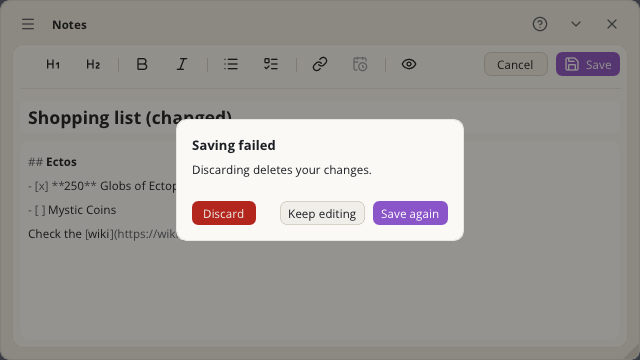 Notes
H1 H2 B I Cancel Save
Shopping list (changed)
## Ectos
- [x] **250** Globs of Ectop
- [ ] Mystic Coins
Check the [wiki](https://wik
Saving failed
Discarding deletes your changes.
Discard Keep editing Save again